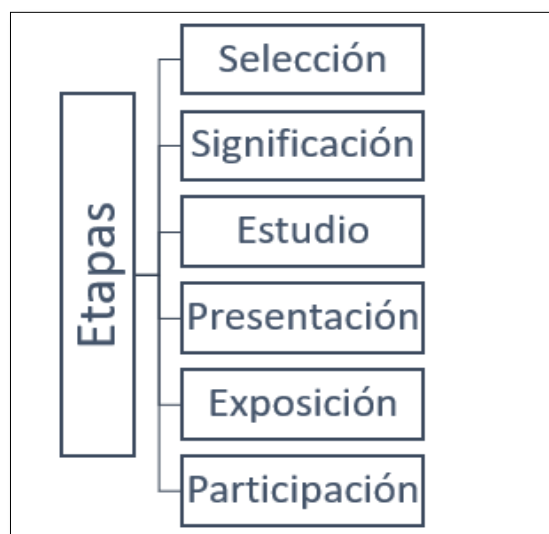 Etapas
Selección
Significación
Estudio
Presentación
Exposición
Participación